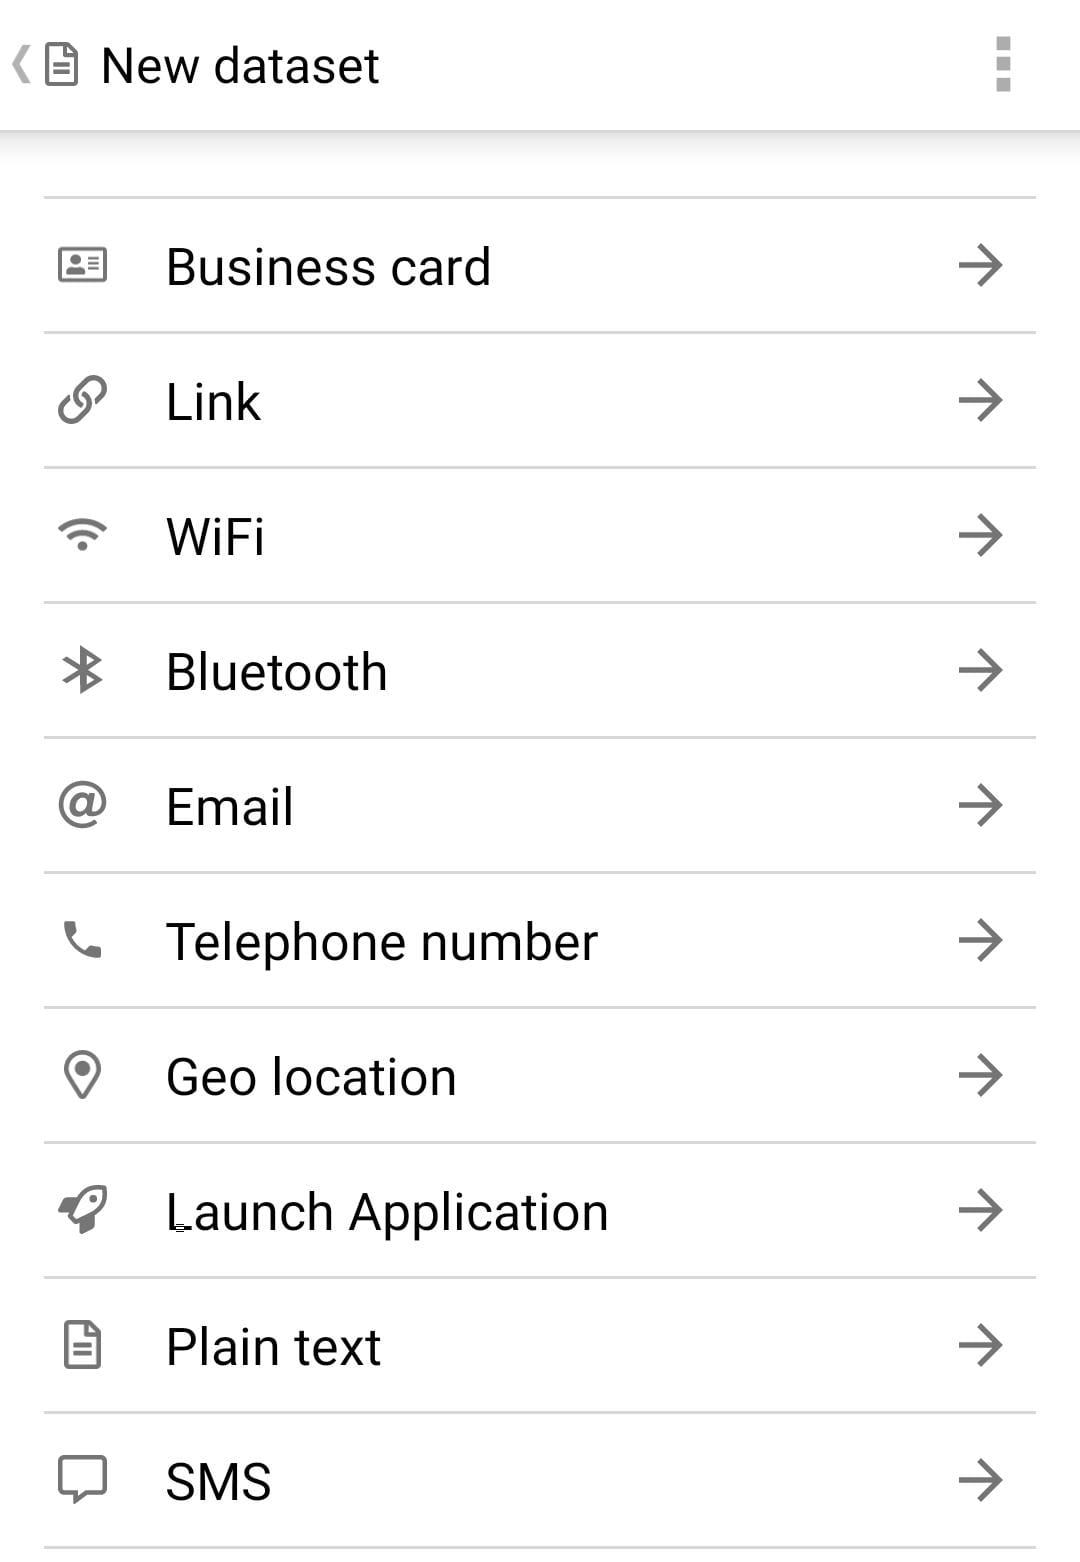 New dataset
Business card
Link
WiFi
Bluetooth
Email
Telephone number
Geo location
Launch Application
Plain text
SMS